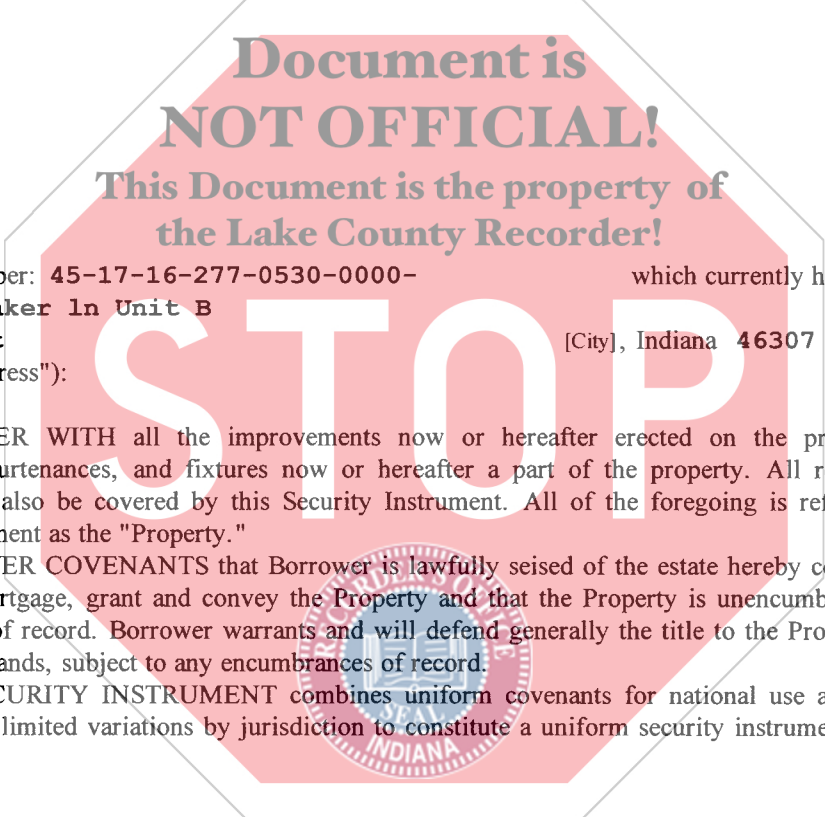 Document is
NOT OFFICIAL!
This Document is the property of
the Lake County Recorder!
ber: 45-17-16-277-0530-0000- which currently h
ker ln Unit B
[City], Indiana 46307
ress"):
STOP
ER WITH all the improvements now or hereafter erected on the pr
urtenances, and fixtures now or hereafter a part of the property. All r
also be covered by this Security Instrument. All of the foregoing is ref
ent as the "Property."
ER COVENANTS that Borrower is lawfully seised of the estate hereby c
rtgage, grant and convey the Property and that the Property is unencumb
of record. Borrower warrants and will defend generally the title to the Pro
ands, subject to any encumbrances of record.
CURITY INSTRUMENT combines uniform covenants for national use a
limited variations by jurisdiction to constitute a uniform security instrume
RECORDER'S OFFICE
SEAL
INDIANA